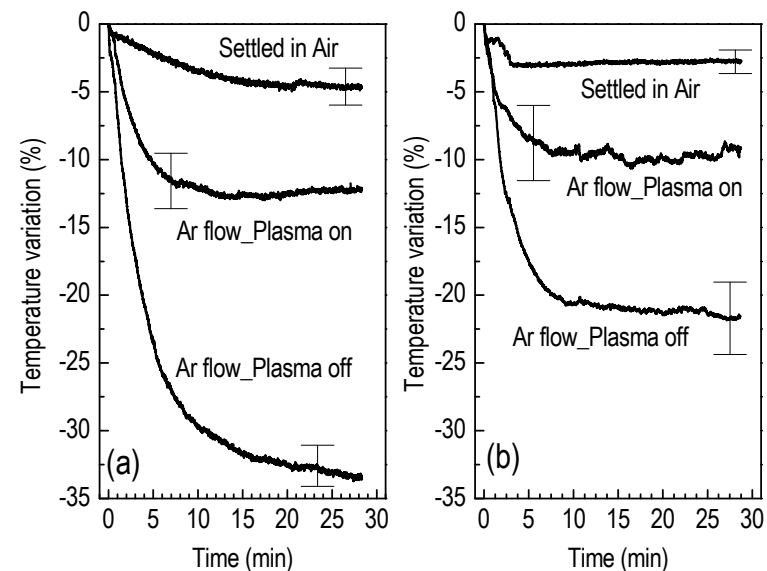 Temperature variation (%)
0
-5
-10
-15
-20
-25
-30
-35
Settled in Air
Ar flow_Plasma on
Ar flow_Plasma off
(a)
0 5 10 15 20 25 30
Time (min)
Temperature variation (%)
0
-5
-10
-15
-20
-25
-30
-35
Settled in Air
Ar flow_Plasma on
Ar flow_Plasma off
(b)
0 5 10 15 20 25 30
Time (min)